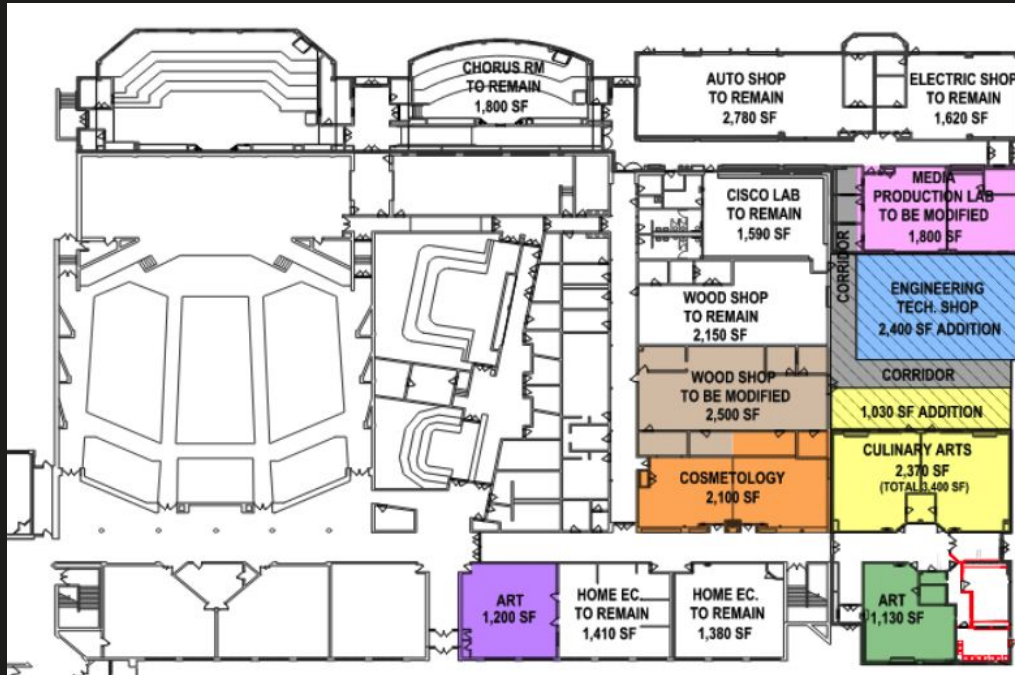 CHORUS RM
TO REMAIN
1,800 SF
AUTO SHOP
TO REMAIN
2,780 SF
ELECTRIC SHOP
TO REMAIN
1,620 SF
CISCO LAB
TO REMAIN
1,590 SF
MEDIA
PRODUCTION LAB
TO BE MODIFIED
1,800 SF
CORRIDOR
ENGINEERING
TECH. SHOP
2,400 SF ADDITION
WOOD SHOP
TO REMAIN
2,150 SF
CORRIDOR
WOOD SHOP
TO BE MODIFIED
2,500 SF
1,030 SF ADDITION
CULINARY ARTS
2,370 SF
(TOTAL 3,400 SF)
COSMETOLOGY
2,100 SF
ART
1,200 SF
HOME EC.
TO REMAIN
1,410 SF
HOME EC.
TO REMAIN
1,380 SF
ART
1,130 SF